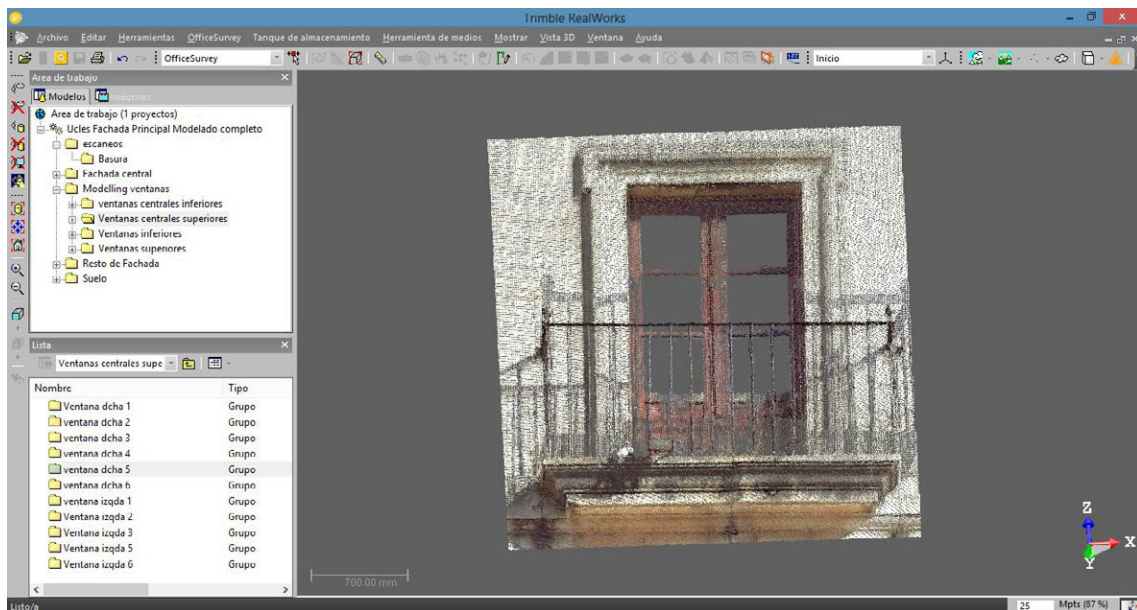 Trimble RealWorks
Archivo Editar Herramientas OfficeSurvey Tanque de almacenamiento Herramienta de medios Mostrar Vista 3D Ventana Ayuda
OfficeSurvey Inicio
Area de trabajo
Modelos Imágenes
Area de trabajo (1 proyectos)
Ucles Fachada Principal Modelado completo
escaneos
Basura
Fachada central
Modelling ventanas
ventanas centrales inferiores
Ventanas centrales superiores
Ventanas inferiores
Ventanas superiores
Resto de Fachada
Suelo
Lista
Ventanas centrales supe
Nombre Tipo
Ventana dcha 1 Grupo
ventana dcha 2 Grupo
ventana dcha 3 Grupo
ventana dcha 4 Grupo
ventana dcha 5 Grupo
ventana dcha 6 Grupo
ventana izqda 1 Grupo
Ventana izqda 2 Grupo
Ventana izqda 3 Grupo
Ventana izqda 5 Grupo
Ventana izqda 6 Grupo
Z
X
Y
700.00 mm
Listo/a 25 Mpts (87 %)